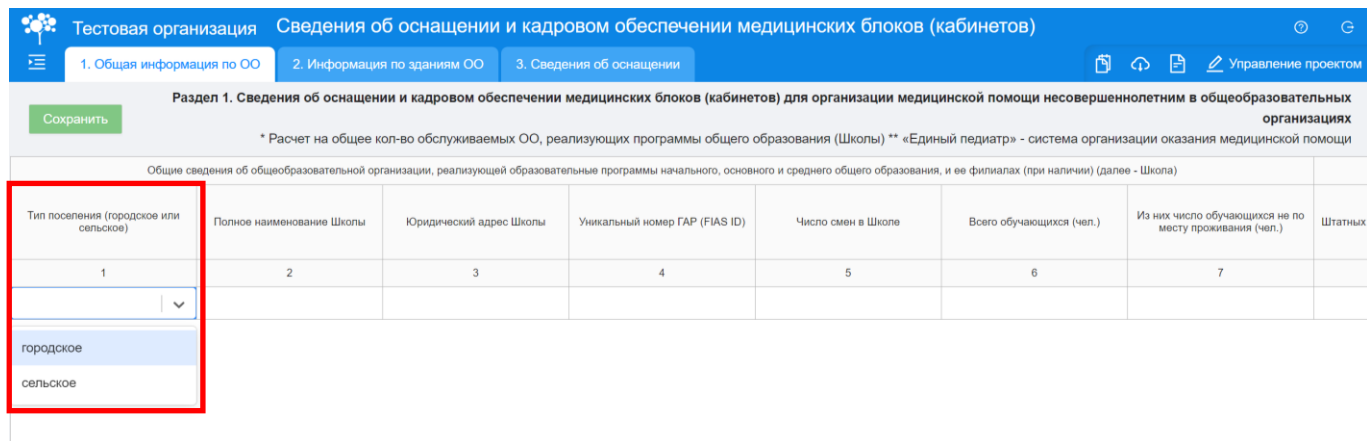 Тестовая организация Сведения об оснащении и кадровом обеспечении медицинских блоков (кабинетов)
1. Общая информация по ОО 2. Информация по зданиям ОО 3. Сведения об оснащении Управление проектом
Сохранить
Раздел 1. Сведения об оснащении и кадровом обеспечении медицинских блоков (кабинетов) для организации медицинской помощи несовершеннолетним в общеобразовательных
организациях
* Расчет на общее кол-во обслуживаемых ОО, реализующих программы общего образования (Школы) ** «Единый педиатр» - система организации оказания медицинской помощи
Общие сведения об общеобразовательной организации, реализующей образовательные программы начального, основного и среднего общего образования, и ее филиалах (при наличии) (далее - Школа)
Тип поселения (городское или
сельское)
Полное наименование Школы
Юридический адрес Школы
Уникальный номер ГАР (FIAS ID)
Число смен в Школе
Всего обучающихся (чел.)
Из них число обучающихся не по
месту проживания (чел.)
Штатных
1 2 3 4 5 6 7
городское
сельское